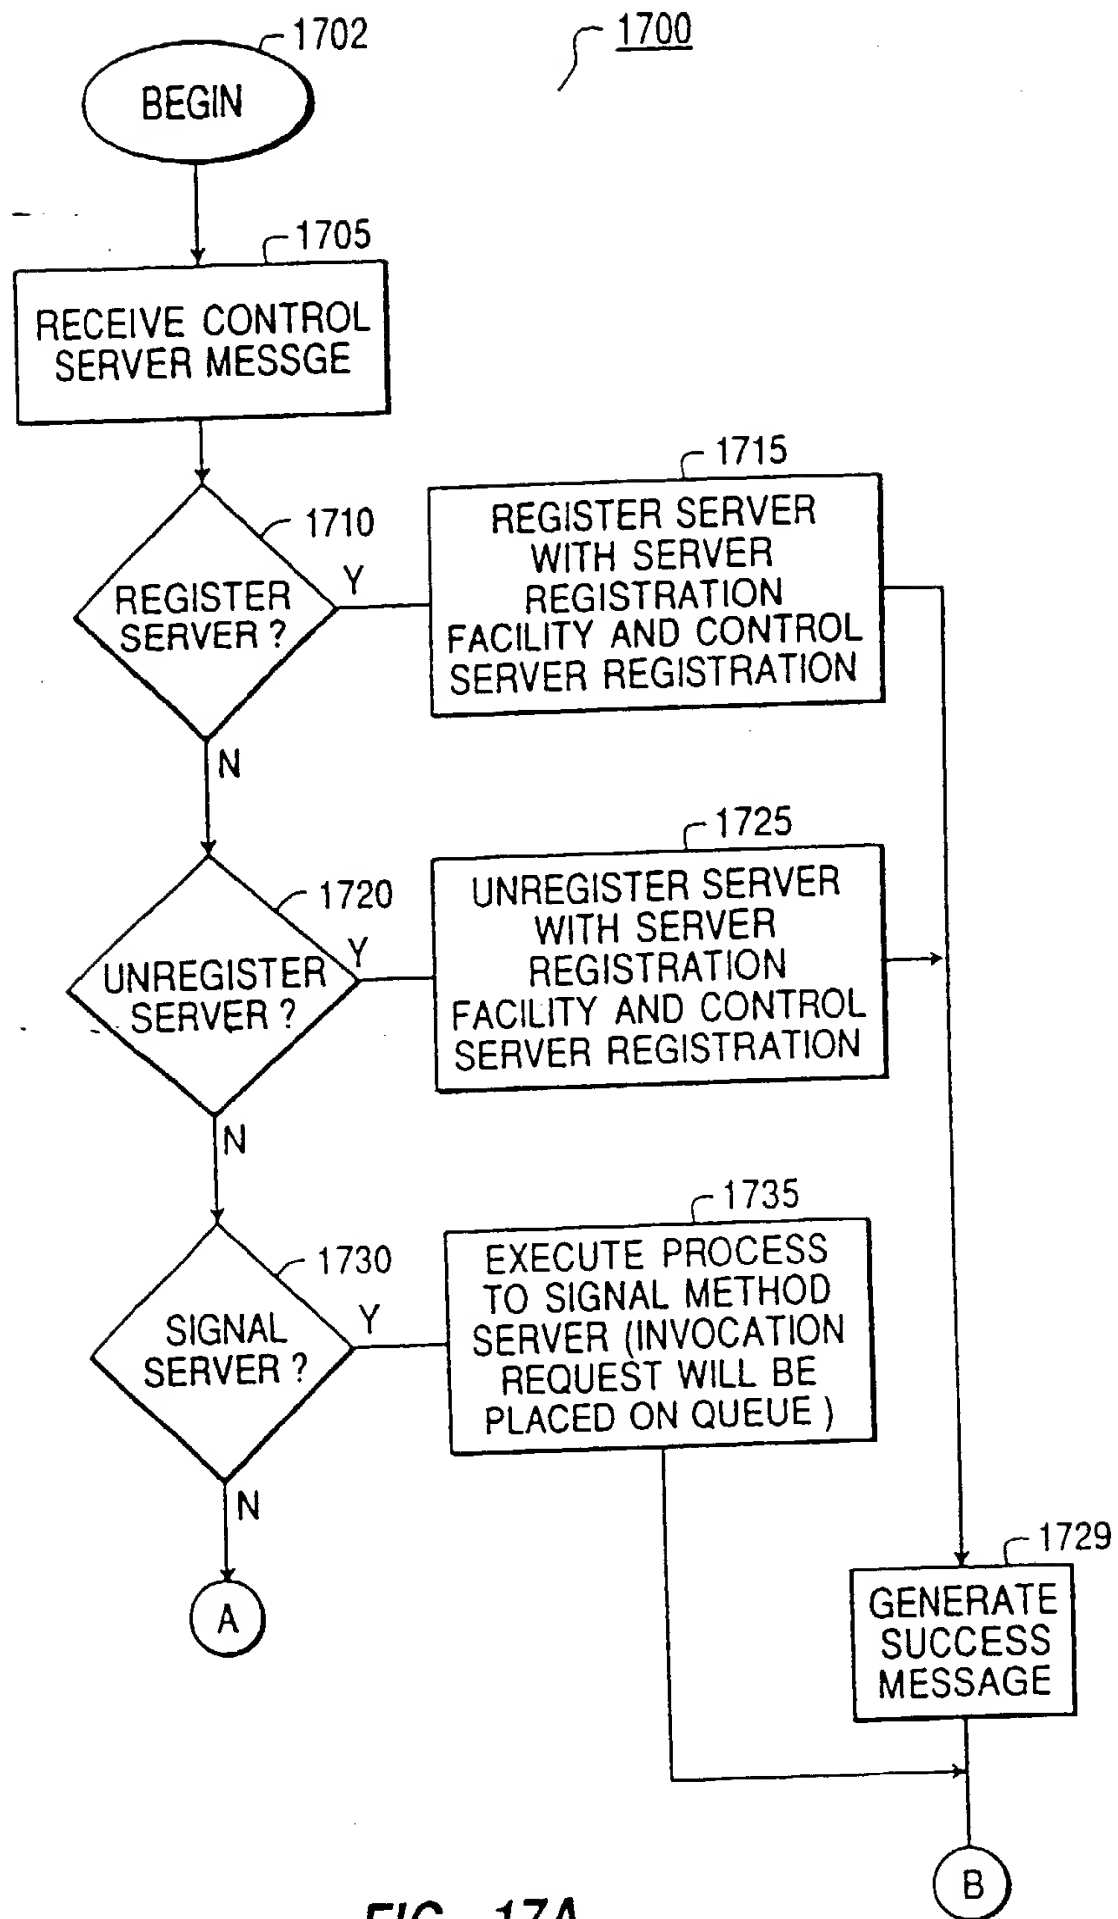 1702
1700
BEGIN
1705
RECEIVE CONTROL
SERVER MESSGE
1710
REGISTER
SERVER ?
Y
N
1715
REGISTER SERVER
WITH SERVER
REGISTRATION
FACILITY AND CONTROL
SERVER REGISTRATION
1720
UNREGISTER
SERVER ?
Y
N
1725
UNREGISTER SERVER
WITH SERVER
REGISTRATION
FACILITY AND CONTROL
SERVER REGISTRATION
1730
SIGNAL
SERVER ?
Y
N
1735
EXECUTE PROCESS
TO SIGNAL METHOD
SERVER (INVOCATION
REQUEST WILL BE
PLACED ON QUEUE )
A
1729
GENERATE
SUCCESS
MESSAGE
B
FIG. 17A